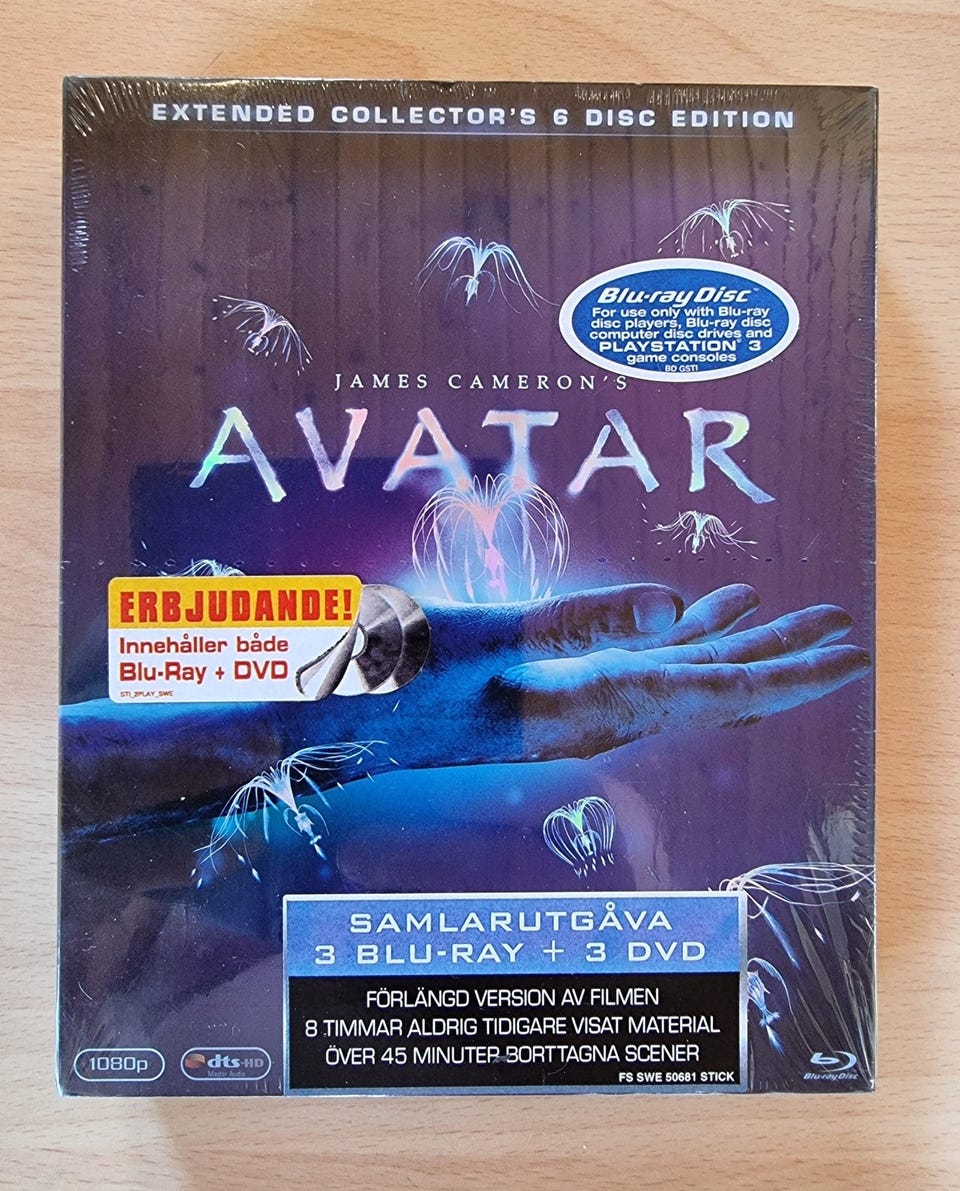 EXTENDED COLLECTOR'S 6 DISC EDITION
Blu-ray Disc™
For use only with Blu-ray
disc players, Blu-ray disc
computer disc drives and
PLAYSTATION® 3
game consoles
BD GSTI
JAMES CAMERON'S
AVATAR
ERBJUDANDE!
Innehåller både
Blu-Ray + DVD
STI_2PLAY_SWE
SAMLARUTGÅVA
3 BLU-RAY + 3 DVD
FÖRLÄNGD VERSION AV FILMEN
8 TIMMAR ALDRIG TIDIGARE VISAT MATERIAL
ÖVER 45 MINUTER BORTTAGNA SCENER
FS SWE 50681 STICK
1080p
dts-HD
Master Audio
Blu-ray Disc